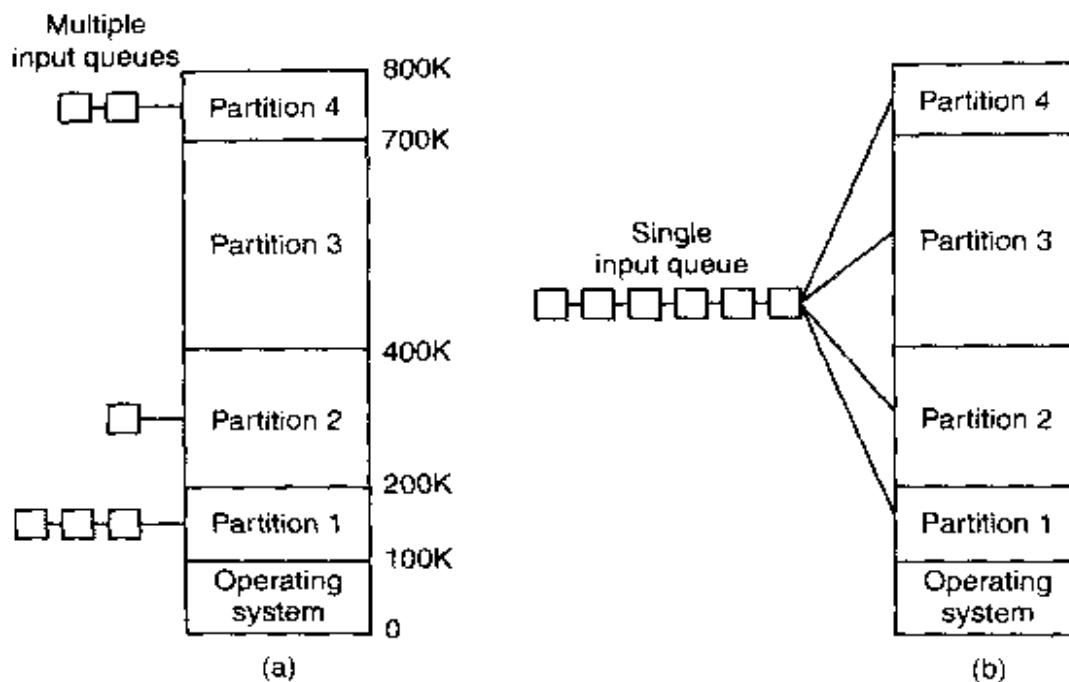 Multiple
input queues
800K
Partition 4
700K
Partition 3
400K
Partition 2
200K
Partition 1
100K
Operating
system
0
(a)
Single
input queue
Partition 4
Partition 3
Partition 2
Partition 1
Operating
system
(b)